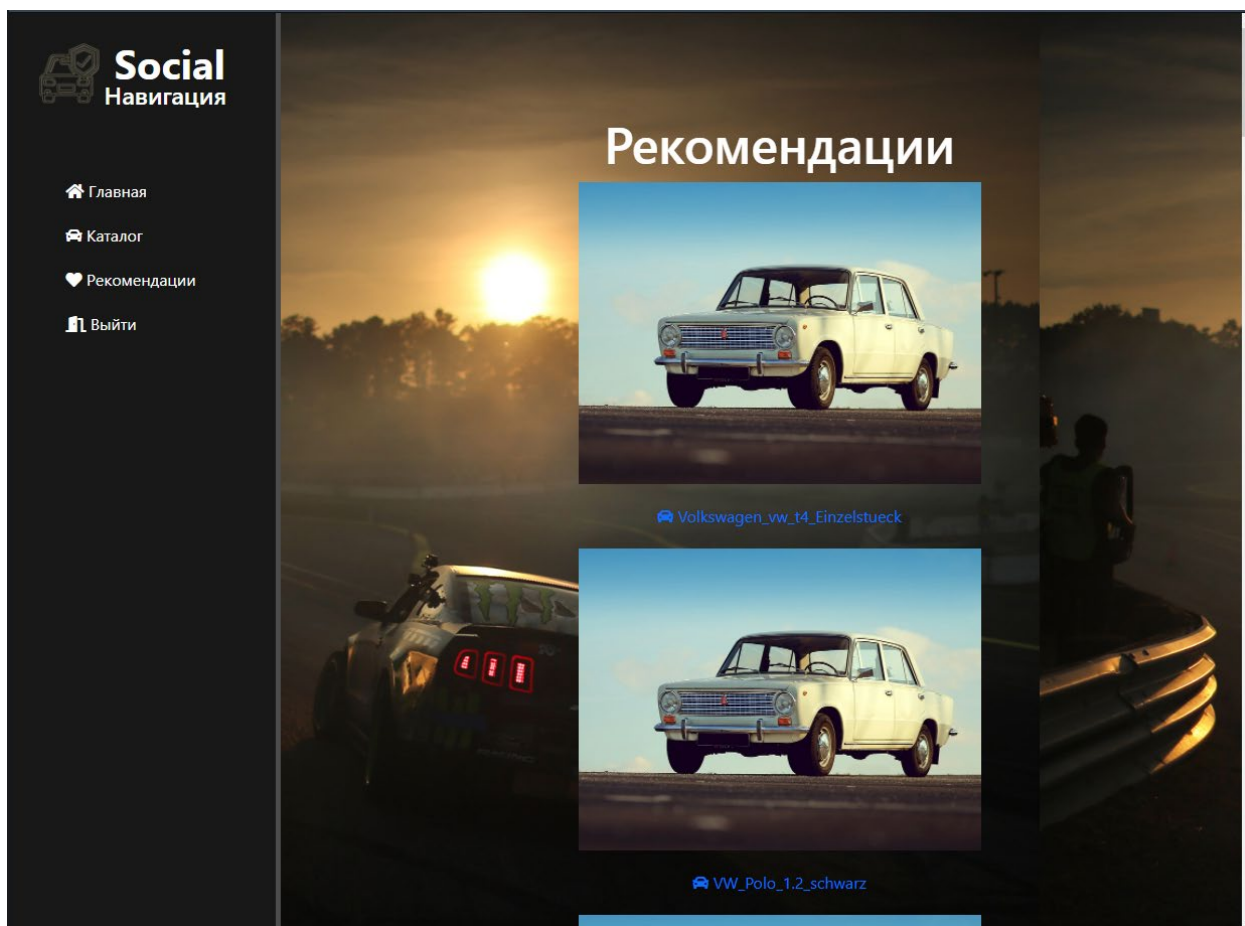 Social
Навигация
Главная
Каталог
Рекомендации
Выйти
Рекомендации
Volkswagen_vw_t4_Einzelstueck
VW_Polo_1.2_schwarz